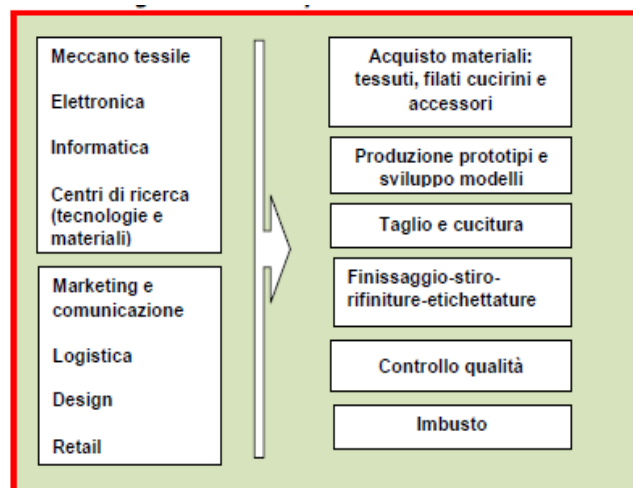 Meccano tessile
Elettronica
Informatica
Centri di ricerca
(tecnologie e
materiali)
Marketing e
comunicazione
Logistica
Design
Retail
Acquisto materiali:
tessuti, filati cucirini e
accessori
Produzione prototipi e
sviluppo modelli
Taglio e cucitura
Finissaggio-stiro-
rifiniture-etichettature
Controllo qualità
Imbusto